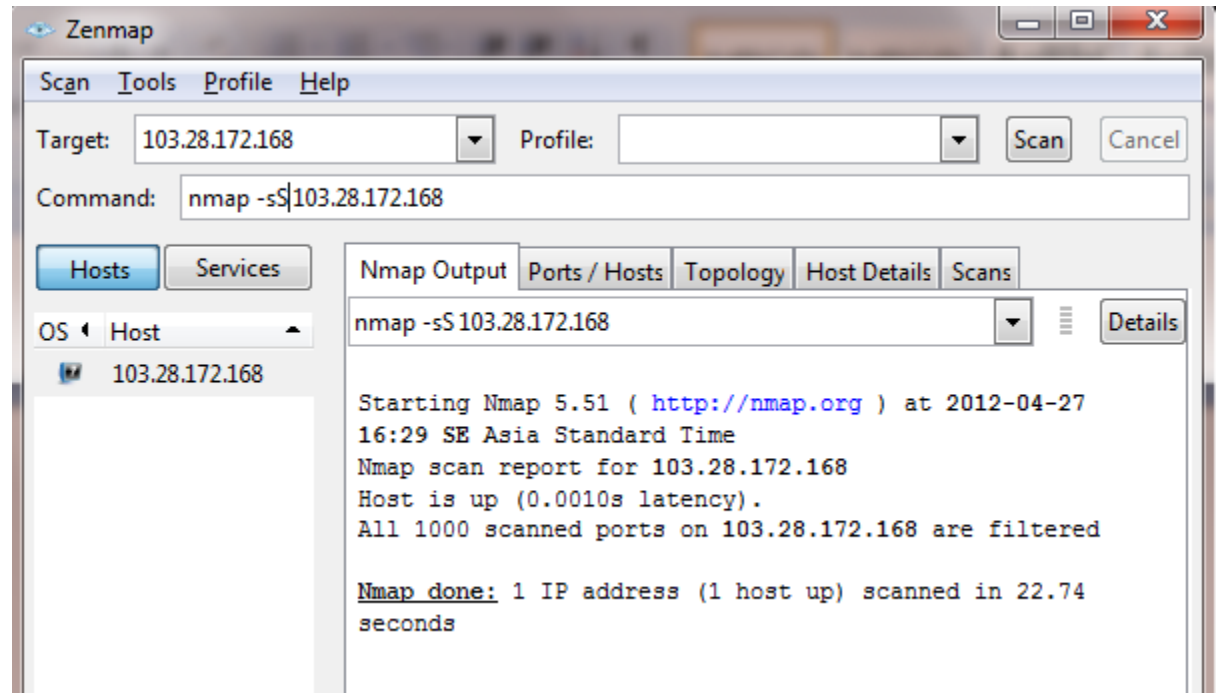 Zenmap
Scan Tools Profile Help
Target: 103.28.172.168 Profile: Scan Cancel
Command: nmap -sS 103.28.172.168
Hosts Services Nmap Output Ports / Hosts Topology Host Details Scans
nmap -sS 103.28.172.168 Details
OS Host
103.28.172.168
Starting Nmap 5.51 ( http://nmap.org ) at 2012-04-27
16:29 SE Asia Standard Time
Nmap scan report for 103.28.172.168
Host is up (0.0010s latency).
All 1000 scanned ports on 103.28.172.168 are filtered
Nmap done: 1 IP address (1 host up) scanned in 22.74
seconds